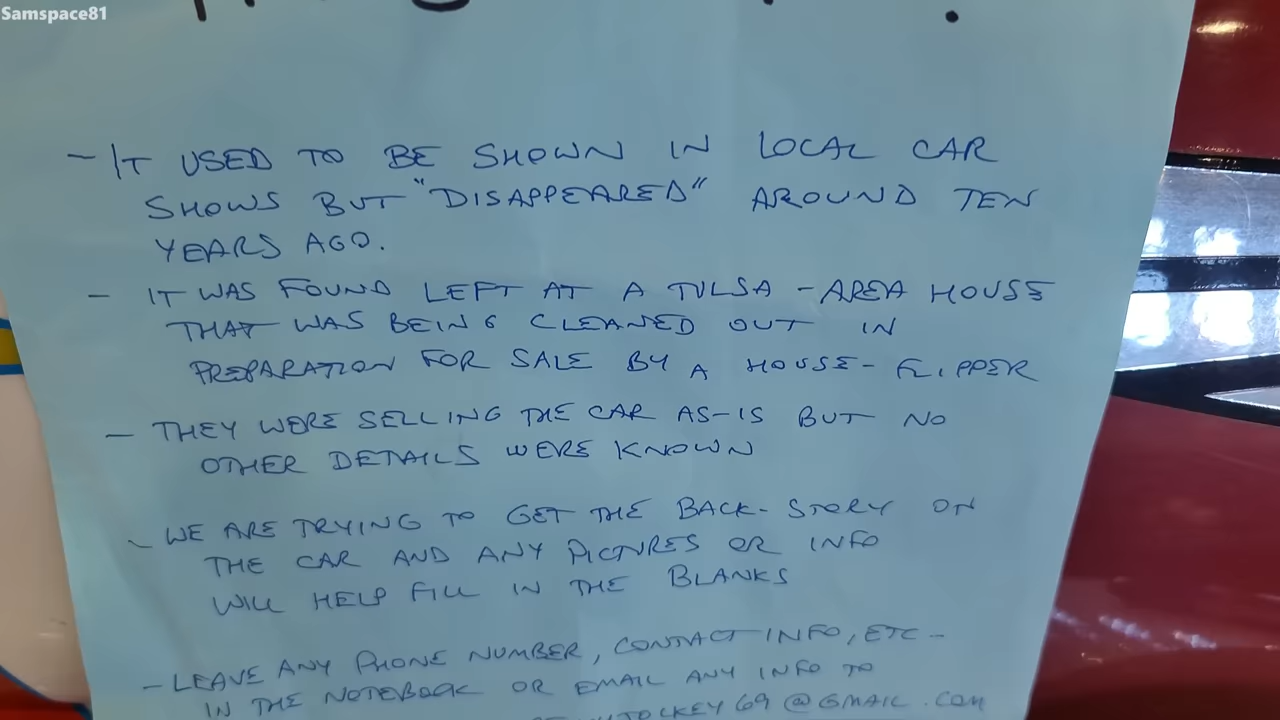 Samspace81
- IT USED TO BE SHOWN IN LOCAL CAR
SHOWS BUT "DISAPPEARED" AROUND TEN
YEARS AGO.
- IT WAS FOUND LEFT AT A TULSA-AREA HOUSE
THAT WAS BEING CLEANED OUT IN
PREPARATION FOR SALE BY A HOUSE-FLIPPER
- THEY WERE SELLING THE CAR AS-IS BUT NO
OTHER DETAILS WERE KNOWN
- WE ARE TRYING TO GET THE BACK-STORY ON
THE CAR AND ANY PICTURES OR INFO
WILL HELP FILL IN THE BLANKS
- LEAVE ANY PHONE NUMBER, CONTACT INFO, ETC-
IN THE NOTEBOOK OR EMAIL ANY INFO TO